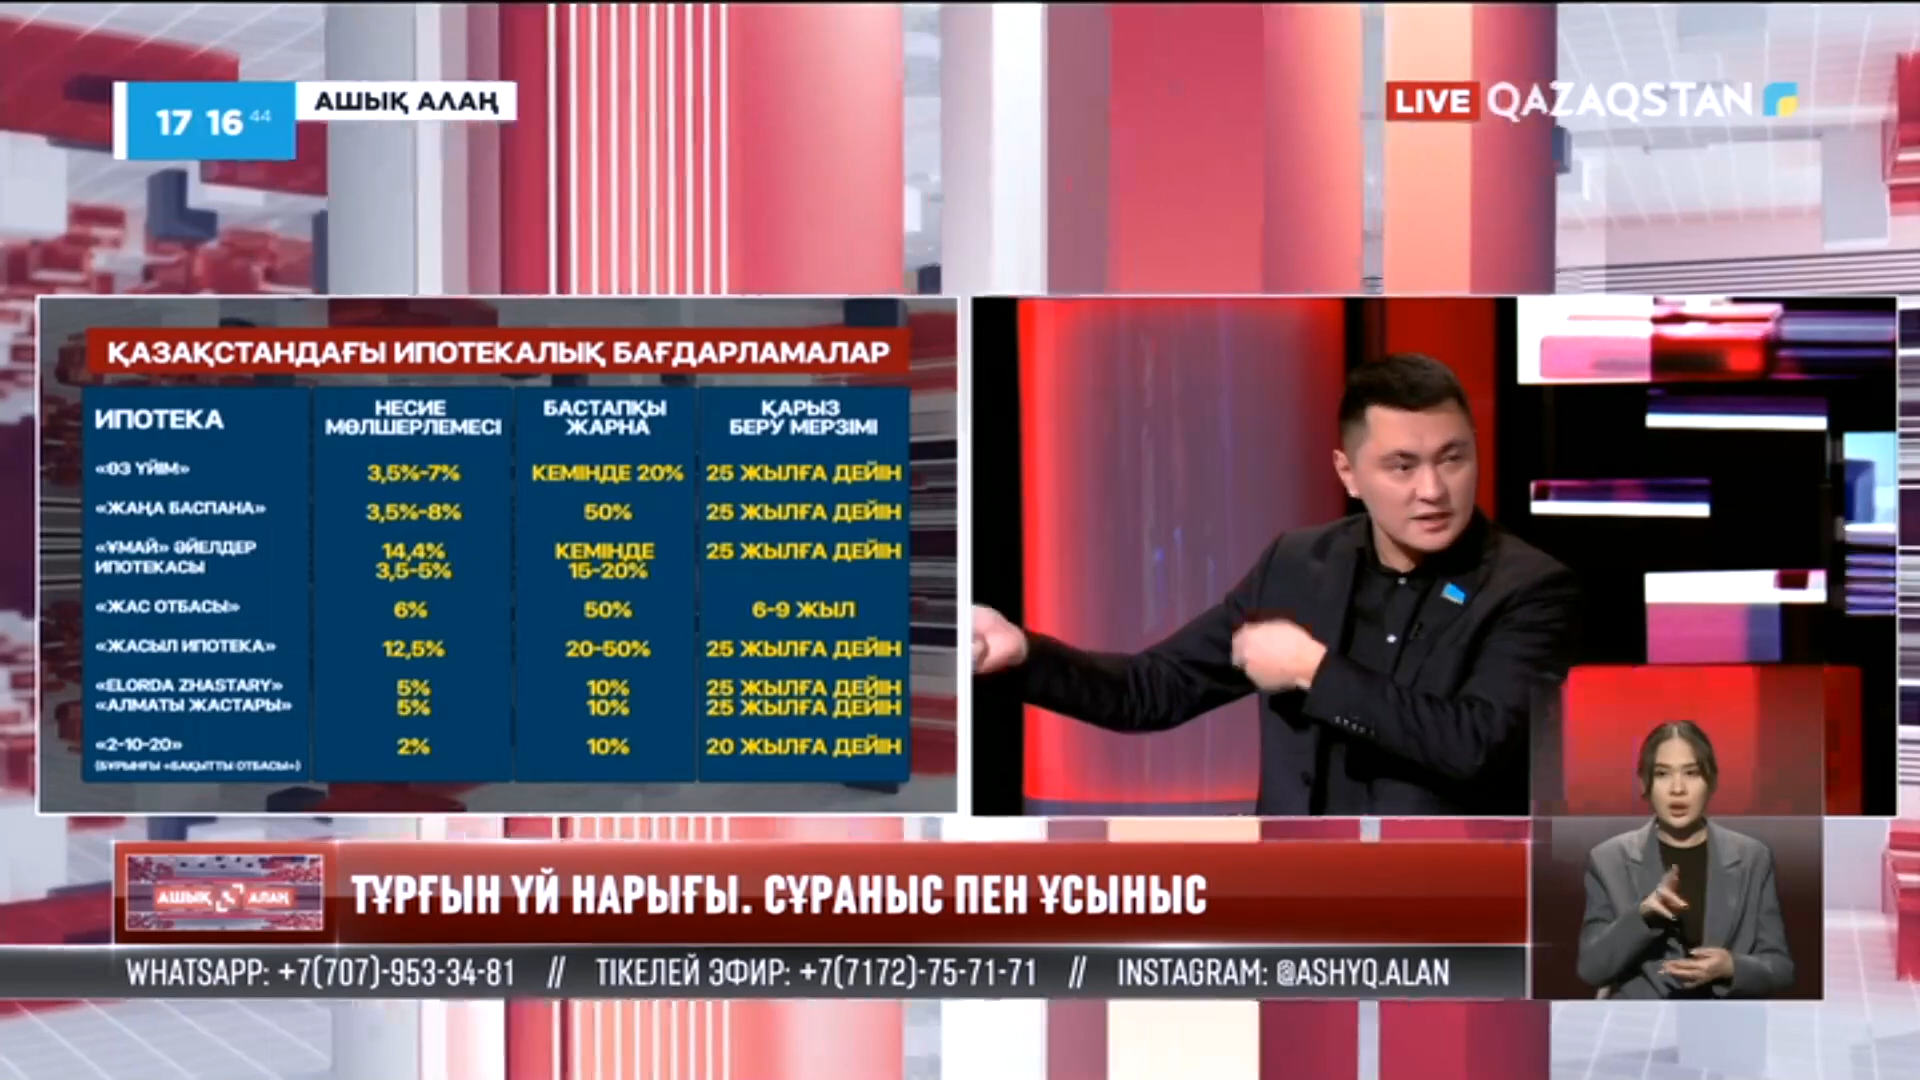 17 16 44
АШЫҚ АЛАҢ
LIVE QAZAQSTAN
ҚАЗАҚСТАНДАҒЫ ИПОТЕКАЛЫҚ БАҒДАРЛАМАЛАР
ИПОТЕКА
НЕСИЕ
МӨЛШЕРЛЕМЕСІ
БАСТАПҚЫ
ЖАРНА
ҚАРЫЗ
БЕРУ МЕРЗІМІ
«ӨЗ ҮЙІМ» 3,5%-7% КЕМІНДЕ 20% 25 ЖЫЛҒА ДЕЙІН
«ЖАҢА БАСПАНА» 3,5%-8% 50% 25 ЖЫЛҒА ДЕЙІН
«ҰМАЙ» ӘЙЕЛДЕР 14,4% КЕМІНДЕ 25 ЖЫЛҒА ДЕЙІН
ИПОТЕКАСЫ 3,5-5% 15-20%
«ЖАС ОТБАСЫ» 6% 50% 6-9 ЖЫЛ
«ЖАСЫЛ ИПОТЕКА» 12,5% 20-50% 25 ЖЫЛҒА ДЕЙІН
«ELORDA ZHASTARY» 5% 10% 25 ЖЫЛҒА ДЕЙІН
«АЛМАТЫ ЖАСТАРЫ» 5% 10% 25 ЖЫЛҒА ДЕЙІН
«2-10-20» 2% 10% 20 ЖЫЛҒА ДЕЙІН
(БҰРЫНҒЫ «БАҚЫТТЫ ОТБАСЫ»)
АШЫҚ АЛАҢ
ТҰРҒЫН ҮЙ НАРЫҒЫ. СҰРАНЫС ПЕН ҰСЫНЫС
WHATSAPP: +7(707)-953-34-81 // ТІКЕЛЕЙ ЭФИР: +7(7172)-75-71-71 // INSTAGRAM: @ASHYQ.ALAN